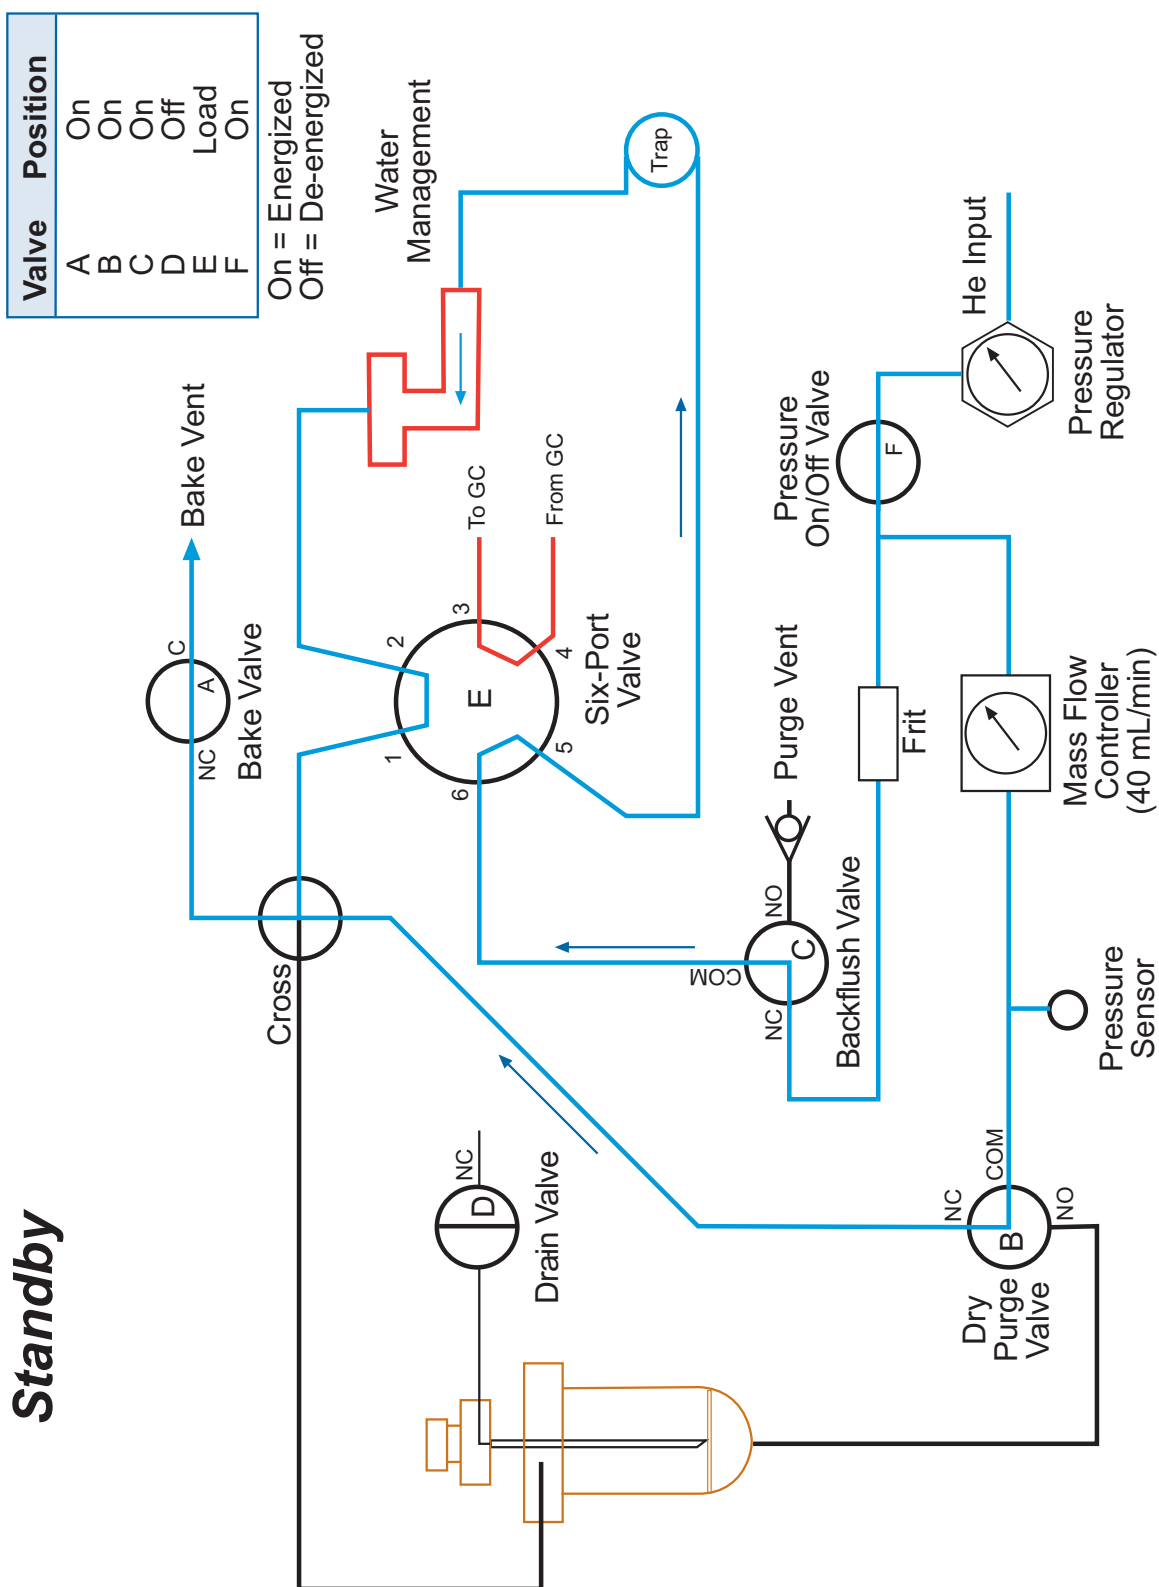 Standby
Valve Position
A On
B On
C On
D Off
E Load
F On
On = Energized
Off = De-energized
Bake Vent
C
A
NC
Bake Valve
Water
Management
Trap
To GC
From GC
1
2
3
4
5
6
E
Six-Port
Valve
Cross
Purge Vent
NO
C
COM
NC
Backflush Valve
Pressure
On/Off Valve
F
He Input
Pressure
Regulator
Frit
Mass Flow
Controller
(40 mL/min)
Pressure
Sensor
NC
D
Drain Valve
NC
COM
B
NO
Dry
Purge
Valve